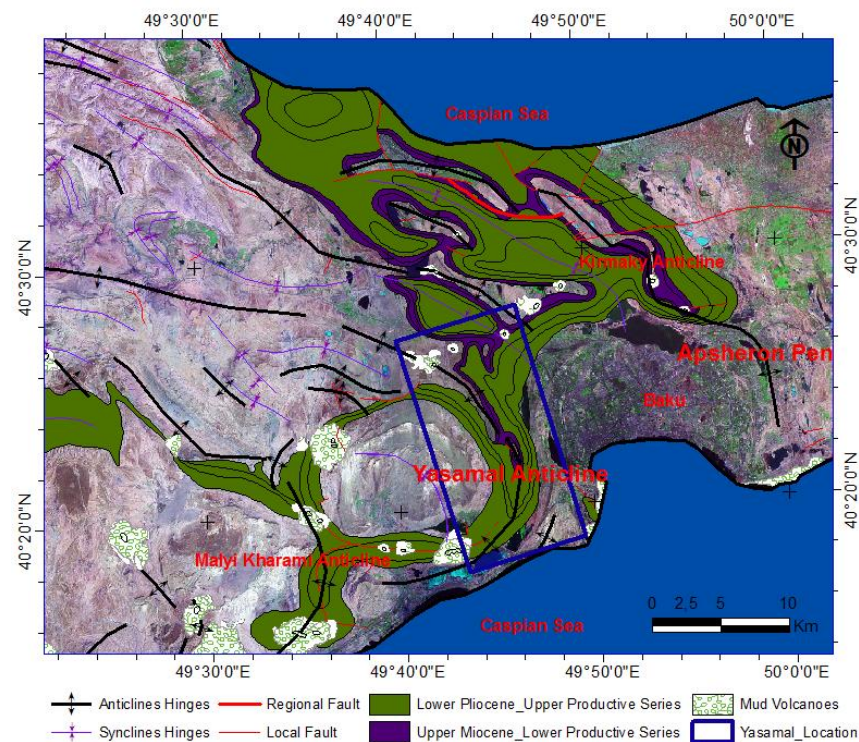 49°30'0"E 49°40'0"E 49°50'0"E 50°00'0"E
Caspian Sea
N
40°30'0"N 40°30'0"N
Kirmaky Anticline
Apsheron Pen
Baku
Yasamal Anticline
40°20'0"N 40°20'0"N
Malyi Kharami Anticline
0 2,5 5 10
Km
Caspian Sea
49°30'0"E 49°40'0"E 49°50'0"E 50°0'0"E
Anticlines Hinges Regional Fault Lower Pliocene_Upper Productive Series Mud Volcanoes
Synclines Hinges Local Fault Upper Miocene_Lower Productive Series Yasamal_Location